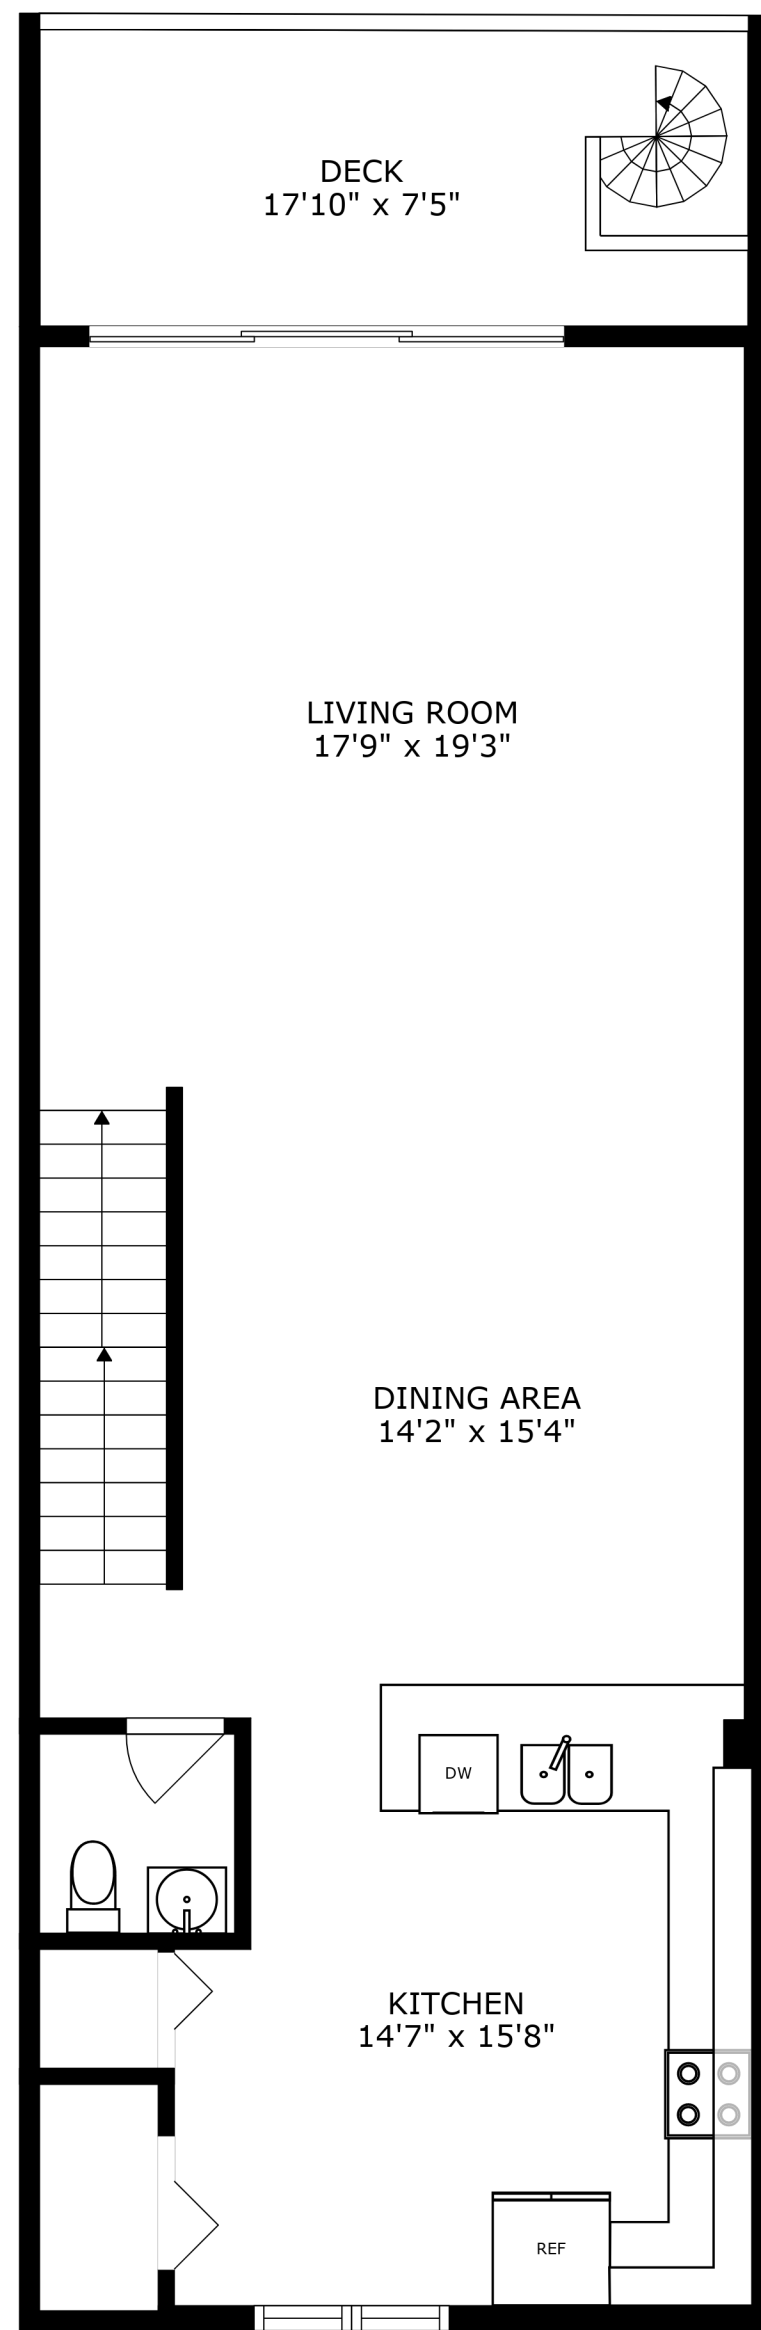 DECK
17'10" x 7'5"
LIVING ROOM
17'9" x 19'3"
DINING AREA
14'2" x 15'4"
DW
KITCHEN
14'7" x 15'8"
REF